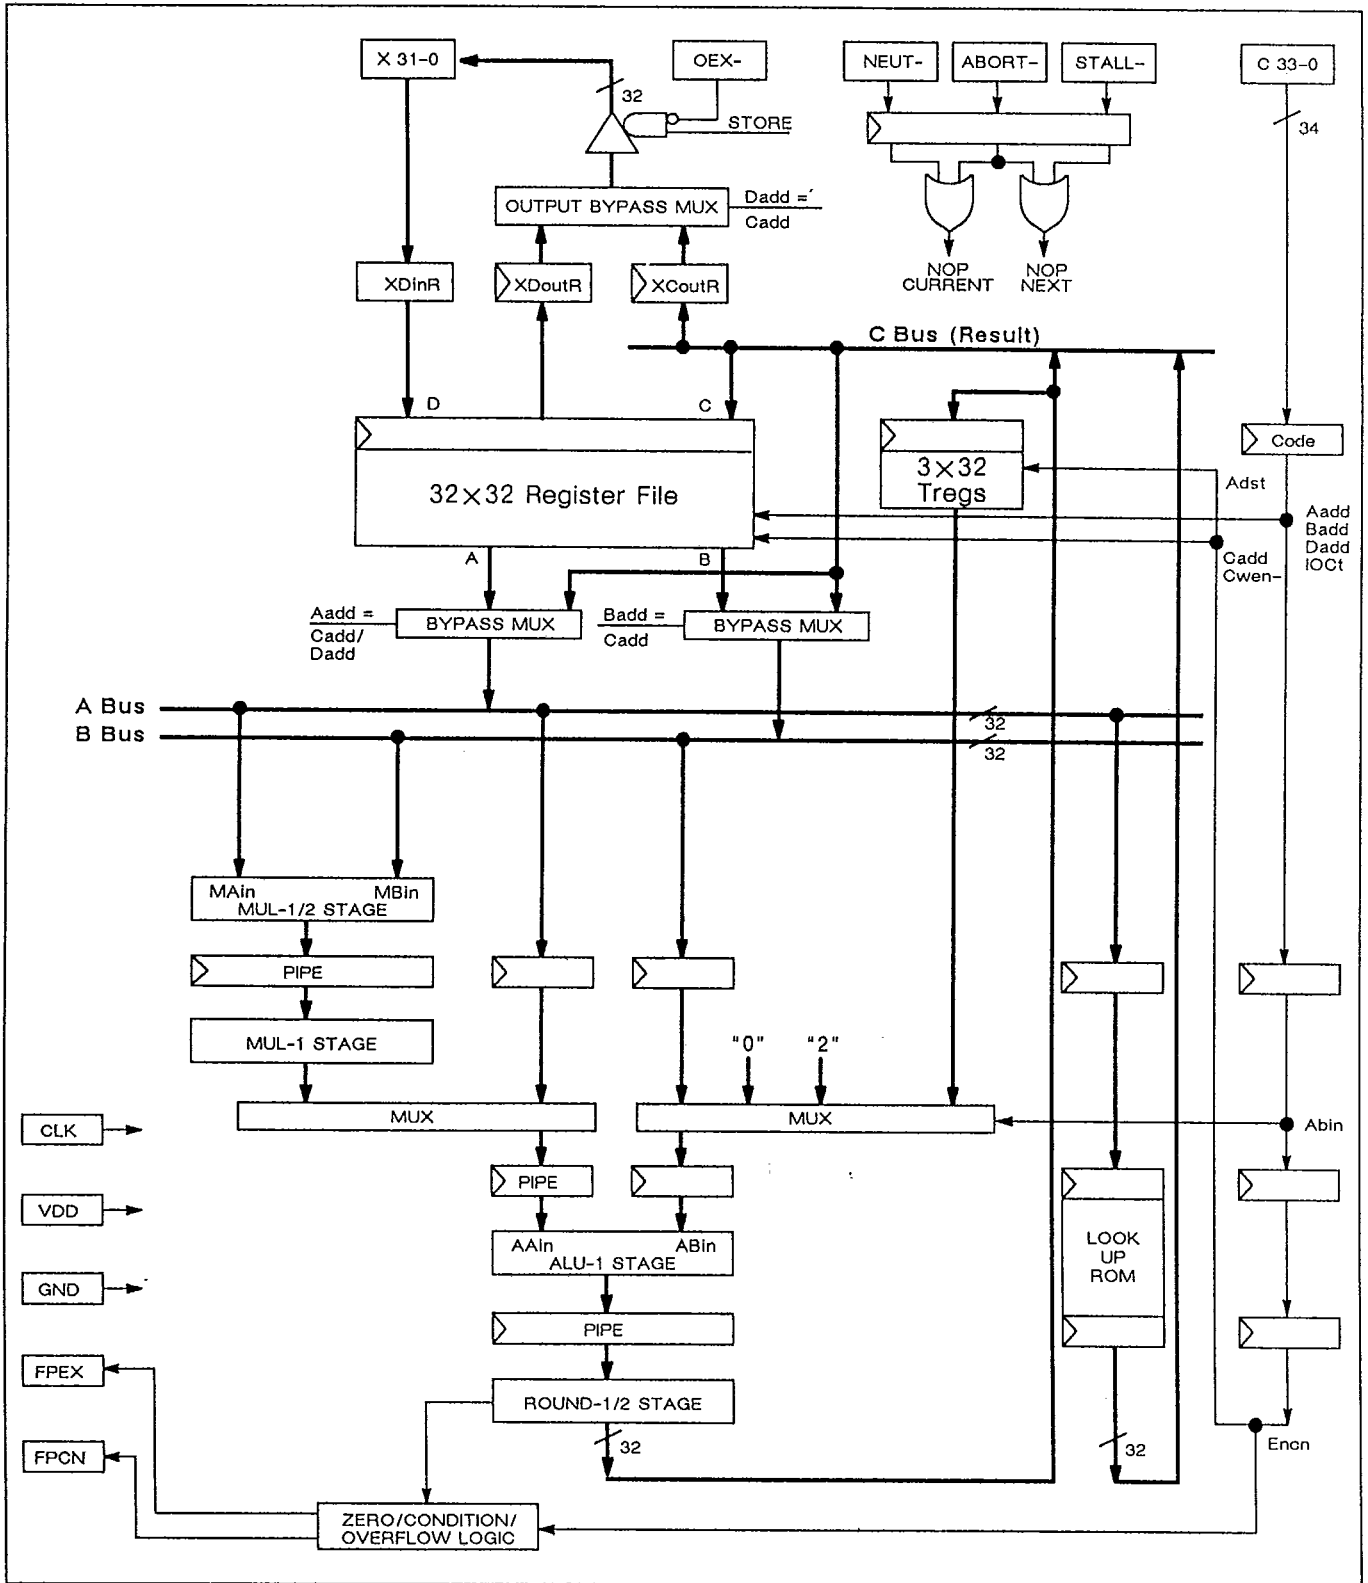 X 31-0
OEX-
NEUT-
ABORT-
STALL-
C 33-0
32
STORE
34
OUTPUT BYPASS MUX
Dadd =
Cadd
XDinR
XDoutR
XCoutR
NOP
CURRENT
NOP
NEXT
C Bus (Result)
D
C
Code
32×32 Register File
3×32
Tregs
Adst
Aadd
Badd
Dadd
IOCt
Cadd
Cwen-
A
B
Aadd =
Cadd/
Dadd
BYPASS MUX
Badd =
Cadd
BYPASS MUX
A Bus
32
B Bus
32
MAin
MBin
MUL-1/2 STAGE
PIPE
MUL-1 STAGE
"0"
"2"
MUX
MUX
Abin
CLK
PIPE
VDD
AAin
ABin
ALU-1 STAGE
LOOK
UP
ROM
GND
PIPE
FPEX
ROUND-1/2 STAGE
32
32
Encn
FPCN
ZERO/CONDITION/
OVERFLOW LOGIC